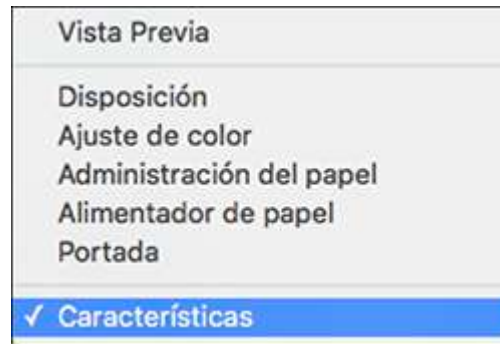 Vista Previa
Disposición
Ajuste de color
Administración del papel
Alimentador de papel
Portada
✓ Características